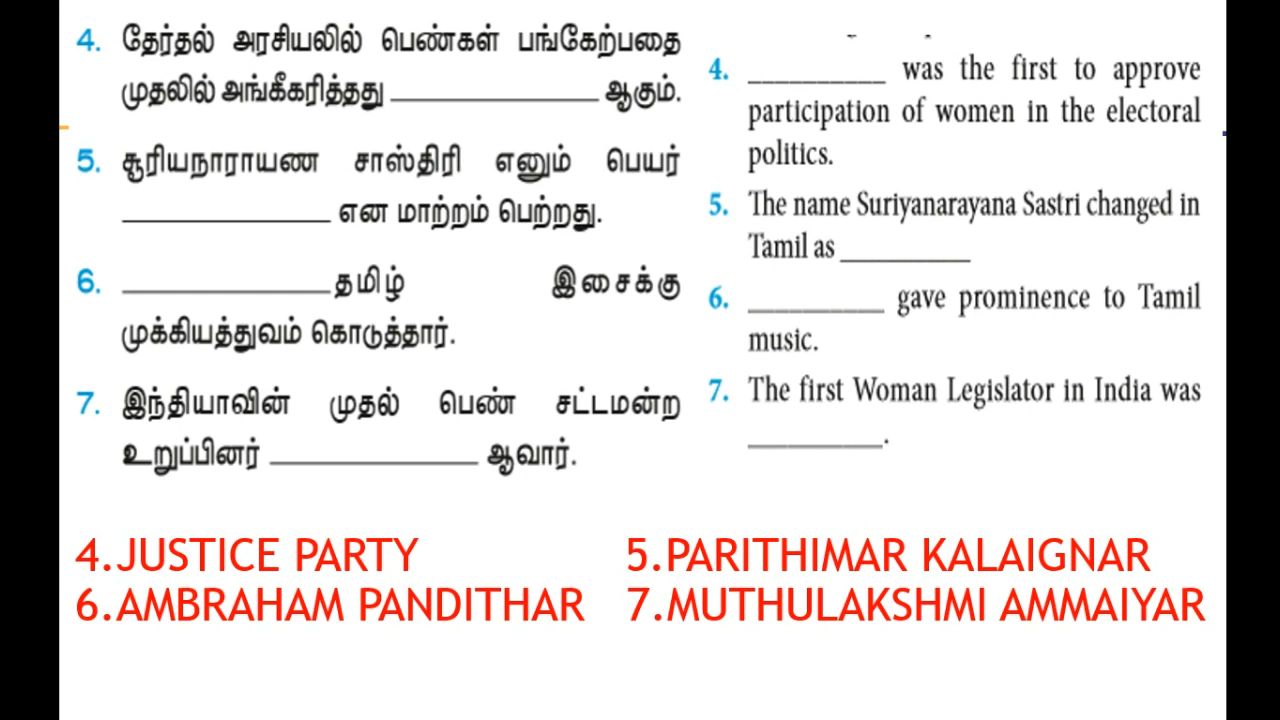 4. தேர்தல் அரசியலில் பெண்கள் பங்கேற்பதை
முதலில் அங்கீகரித்தது ____________ ஆகும்.
5. சூரியநாராயண சாஸ்திரி எனும் பெயர்
____________ என மாற்றம் பெற்றது.
6. ____________ தமிழ் இசைக்கு
முக்கியத்துவம் கொடுத்தார்.
7. இந்தியாவின் முதல் பெண் சட்டமன்ற
உறுப்பினர் ____________ ஆவார்.
4. __________ was the first to approve
participation of women in the electoral
politics.
5. The name Suriyanarayana Sastri changed in
Tamil as __________
6. __________ gave prominence to Tamil
music.
7. The first Woman Legislator in India was
__________.
4.JUSTICE PARTY 5.PARITHIMAR KALAIGNAR
6.AMBRAHAM PANDITHAR 7.MUTHULAKSHMI AMMAIYAR